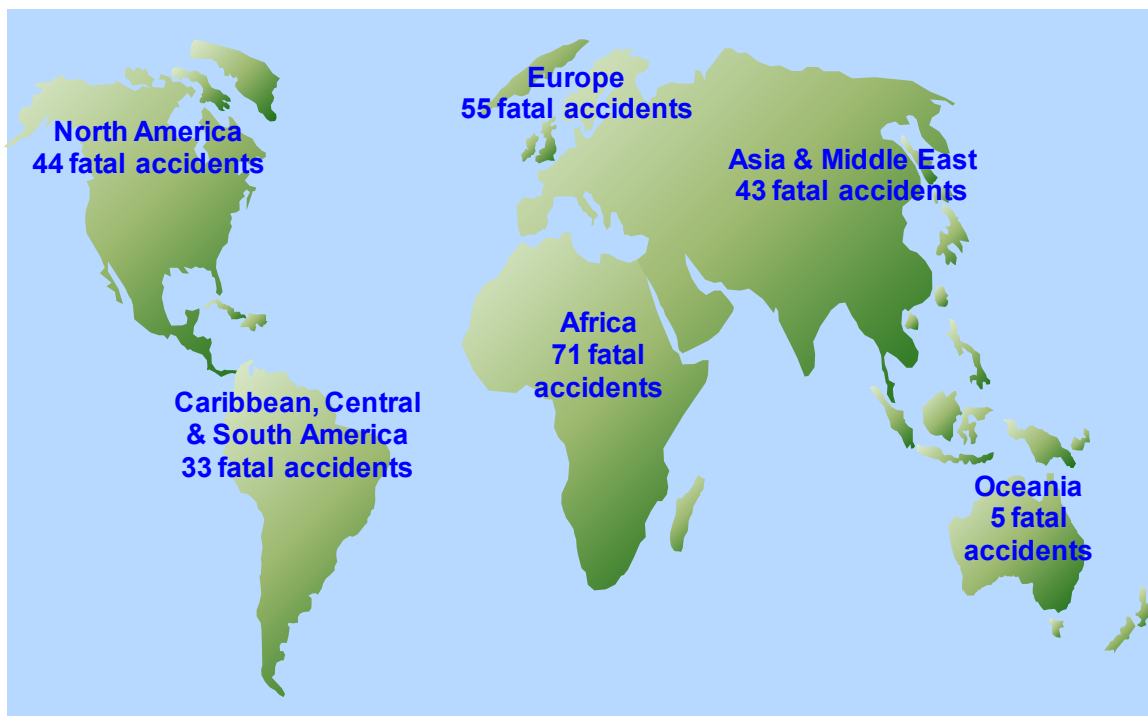 Europe
55 fatal accidents
North America
44 fatal accidents
Asia & Middle East
43 fatal accidents
Africa
71 fatal
accidents
Caribbean, Central
& South America
33 fatal accidents
Oceania
5 fatal
accidents